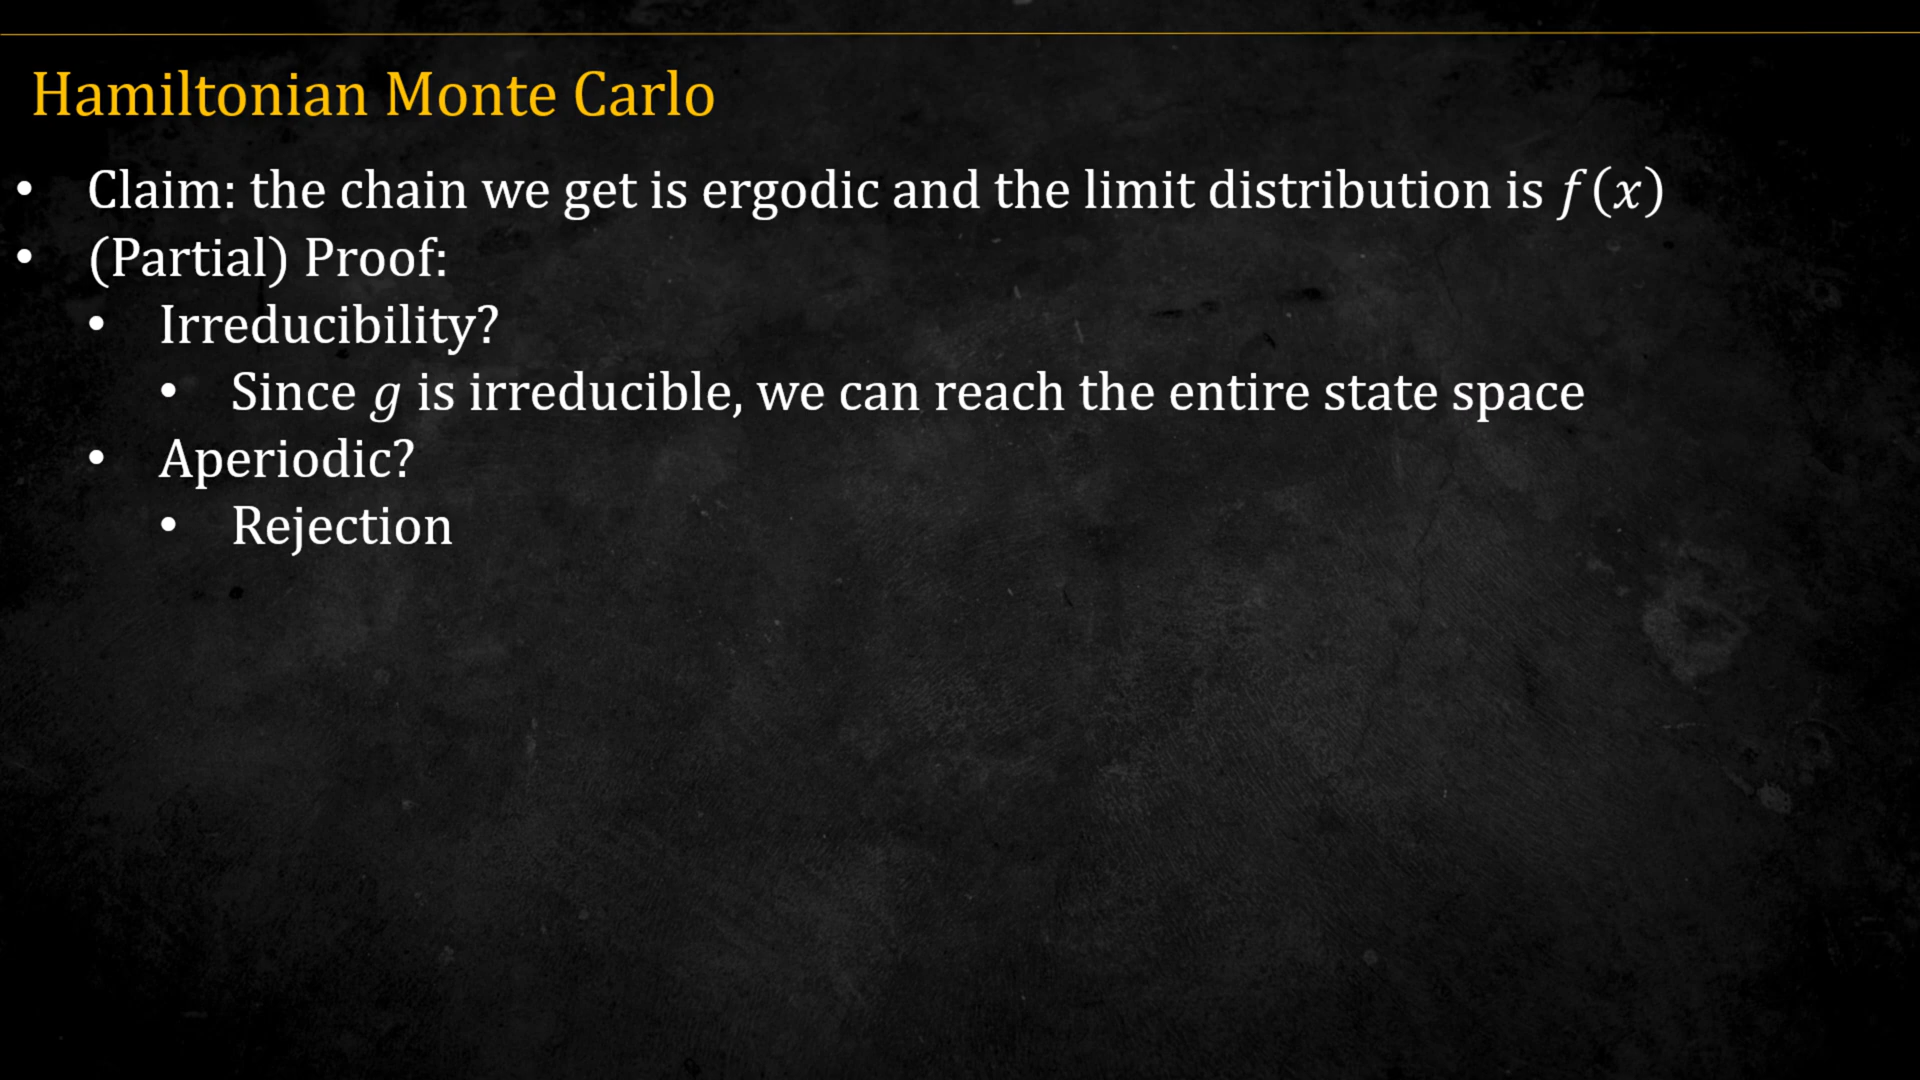 Hamiltonian Monte Carlo
• Claim: the chain we get is ergodic and the limit distribution is f(x)
• (Partial) Proof:
• Irreducibility?
• Since g is irreducible, we can reach the entire state space
• Aperiodic?
• Rejection